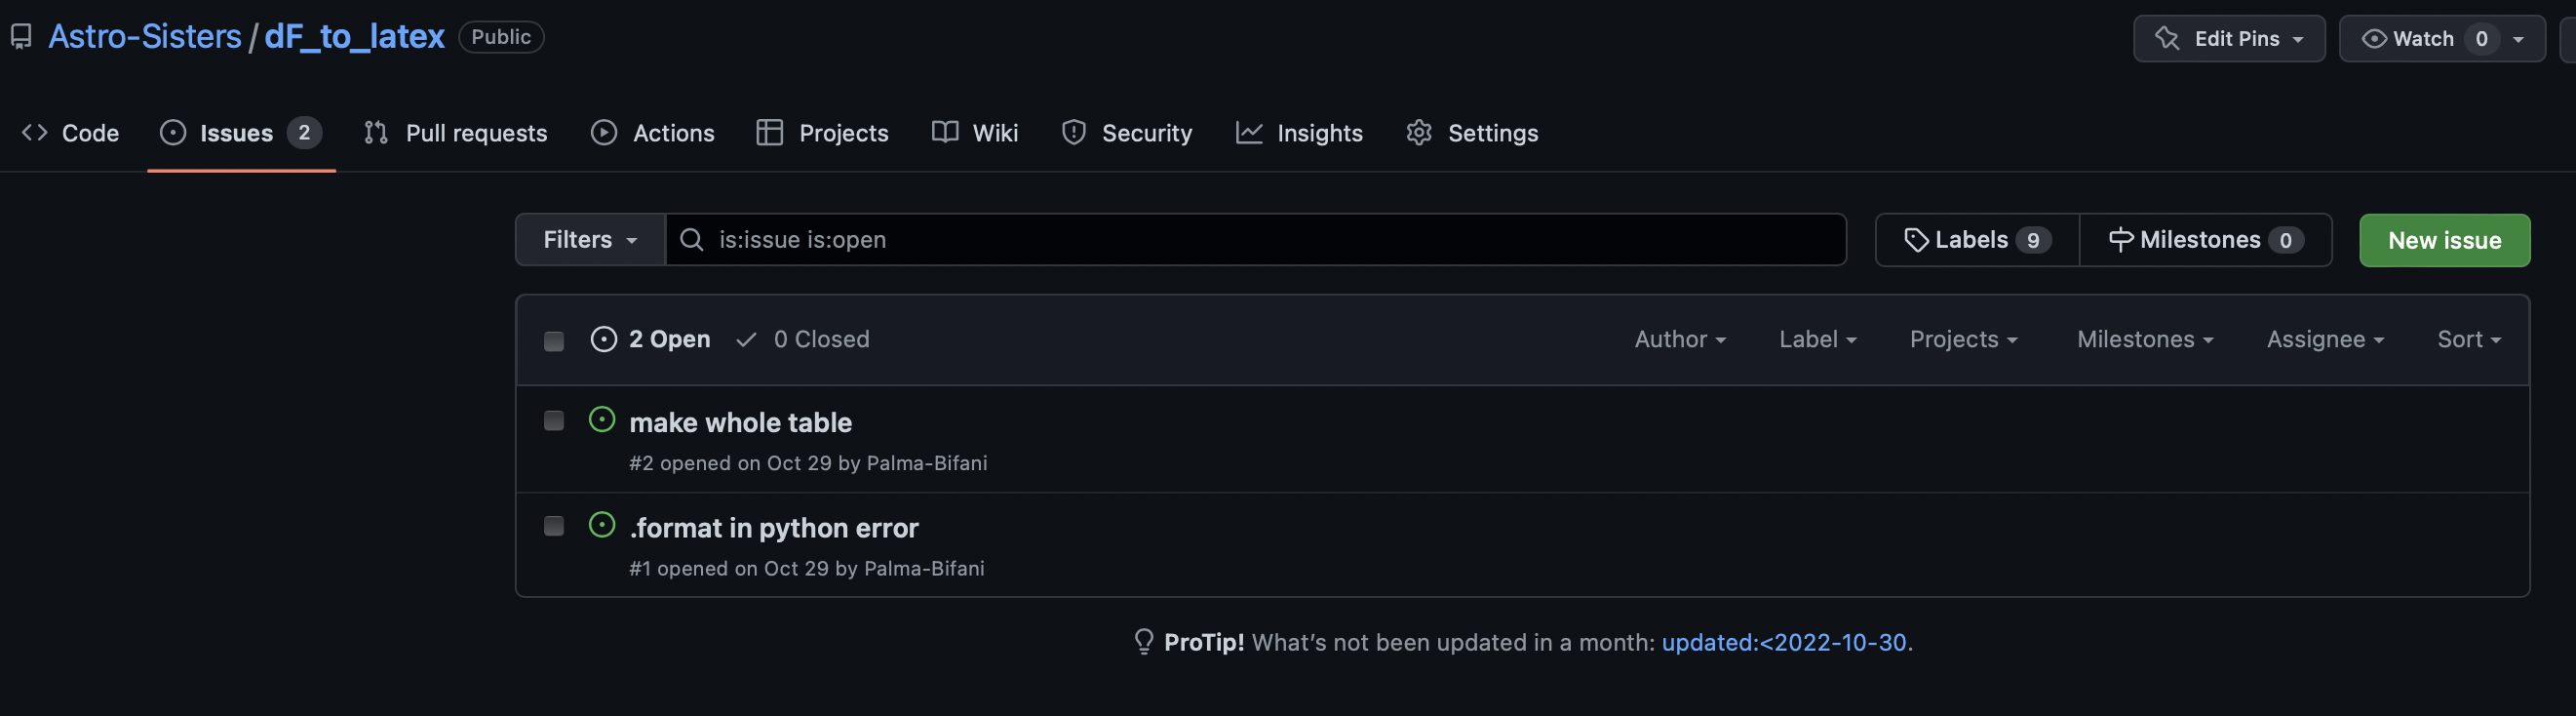 Astro-Sisters / dF_to_latex Public Edit Pins Watch 0
Code Issues 2 Pull requests Actions Projects Wiki Security Insights Settings
Filters is:issue is:open Labels 9 Milestones 0 New issue
2 Open 0 Closed Author Label Projects Milestones Assignee Sort
make whole table
#2 opened on Oct 29 by Palma-Bifani
.format in python error
#1 opened on Oct 29 by Palma-Bifani
ProTip! What’s not been updated in a month: updated:<2022-10-30.